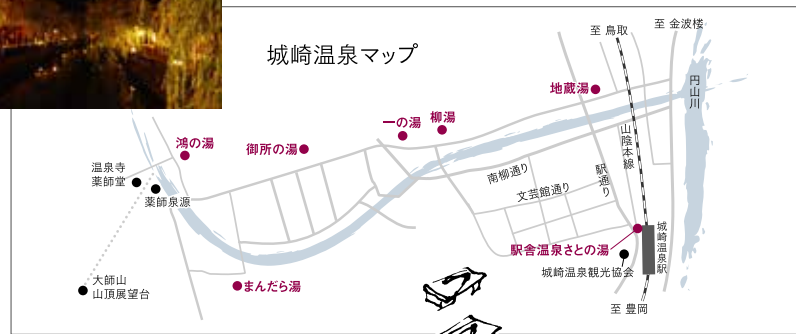 城崎温泉マップ
至 鳥取
至 金波楼
地蔵湯
円山川
柳湯
一の湯
鴻の湯
御所の湯
山陰本線
温泉寺
薬師堂
南柳通り
駅通り
文芸館通り
薬師泉源
城崎温泉駅
駅舎温泉さとの湯
城崎温泉観光協会
大師山
山頂展望台
まんだら湯
至 豊岡